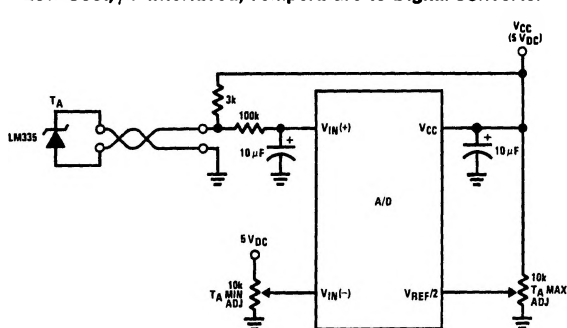 VCC
(5 VDC)
TA
3k
LM335
100k
VIN(+)
VCC
10 µF
+
+
10 µF
A/D
5 VDC
10k
TA MIN
ADJ
VIN(−)
VREF/2
10k
TA MAX
ADJ